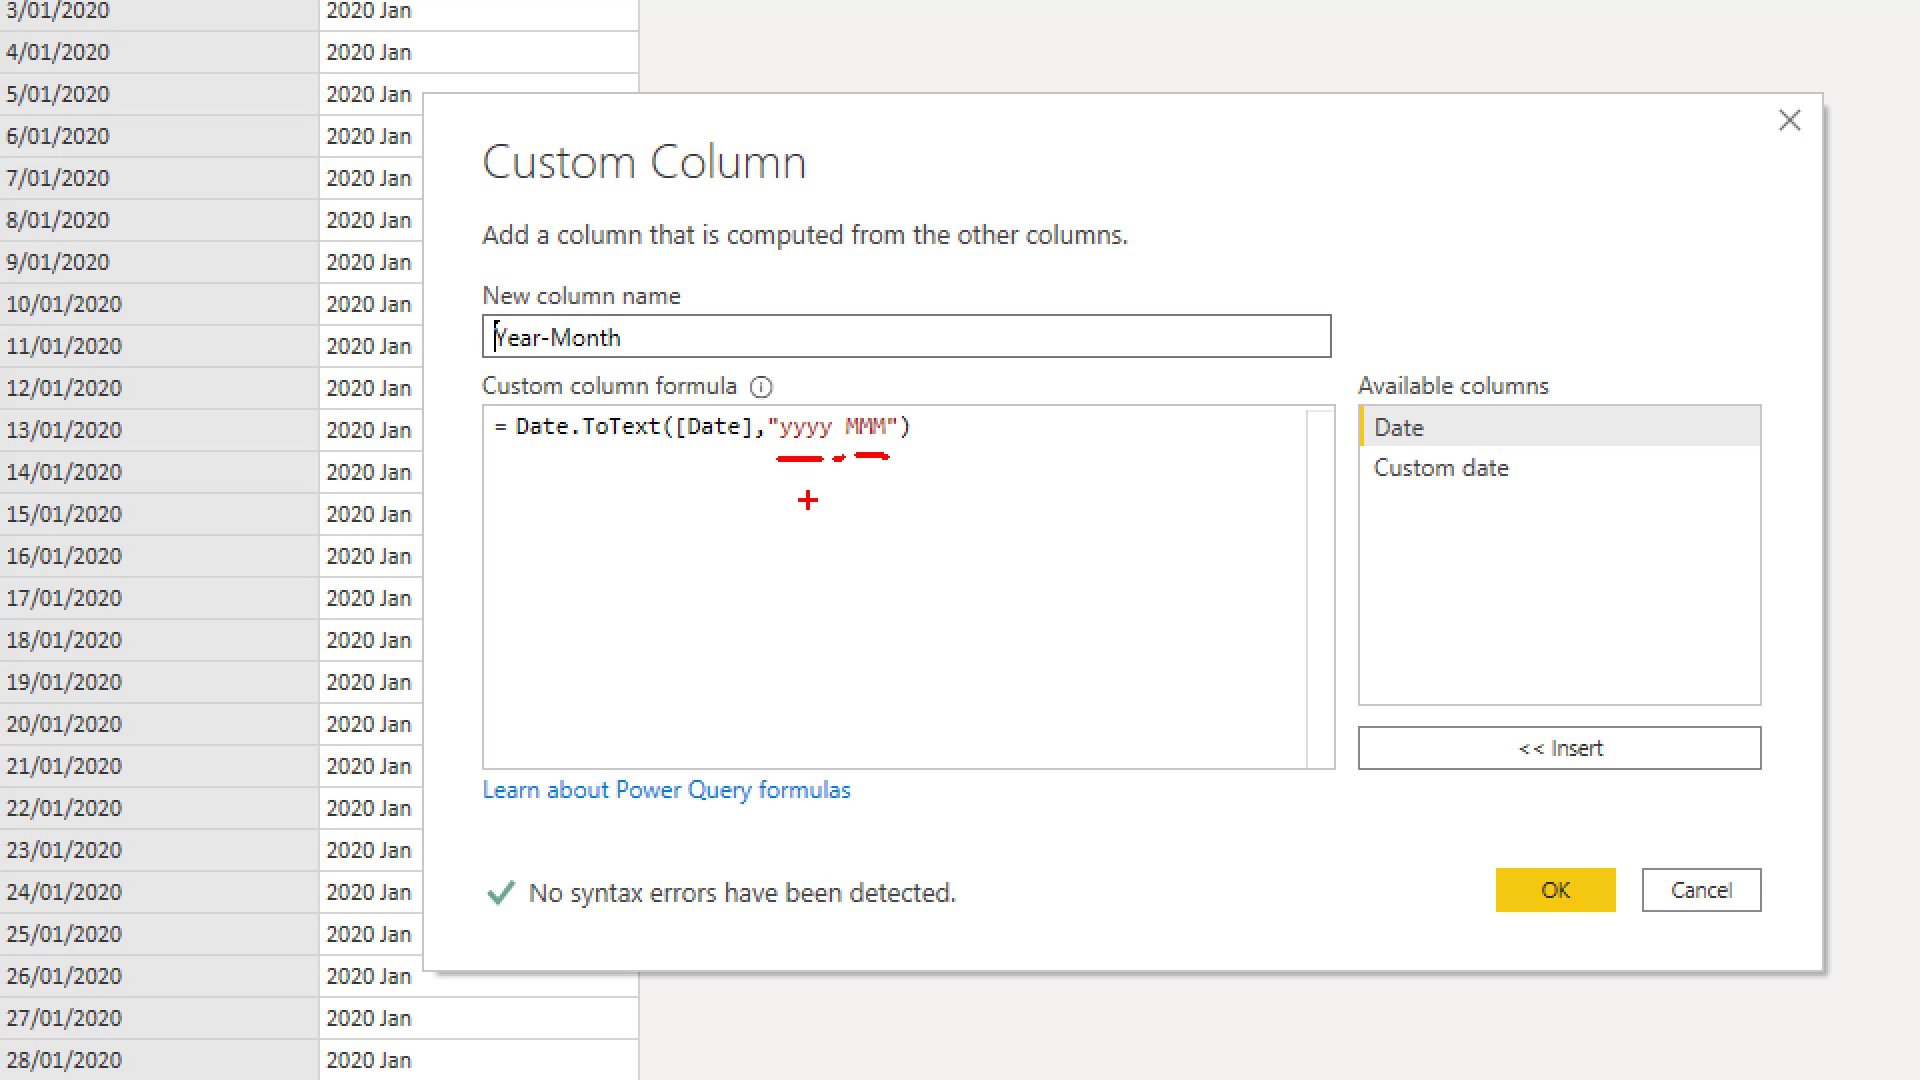 3/01/2020 2020 Jan
4/01/2020 2020 Jan
5/01/2020 2020 Jan
6/01/2020 2020 Jan
7/01/2020 2020 Jan
8/01/2020 2020 Jan
9/01/2020 2020 Jan
10/01/2020 2020 Jan
11/01/2020 2020 Jan
12/01/2020 2020 Jan
13/01/2020 2020 Jan
14/01/2020 2020 Jan
15/01/2020 2020 Jan
16/01/2020 2020 Jan
17/01/2020 2020 Jan
18/01/2020 2020 Jan
19/01/2020 2020 Jan
20/01/2020 2020 Jan
21/01/2020 2020 Jan
22/01/2020 2020 Jan
23/01/2020 2020 Jan
24/01/2020 2020 Jan
25/01/2020 2020 Jan
26/01/2020 2020 Jan
27/01/2020 2020 Jan
28/01/2020 2020 Jan
Custom Column
Add a column that is computed from the other columns.
New column name
Year-Month
Custom column formula
= Date.ToText([Date],"yyyy MMM")
Available columns
Date
Custom date
<< Insert
Learn about Power Query formulas
No syntax errors have been detected.
OK
Cancel